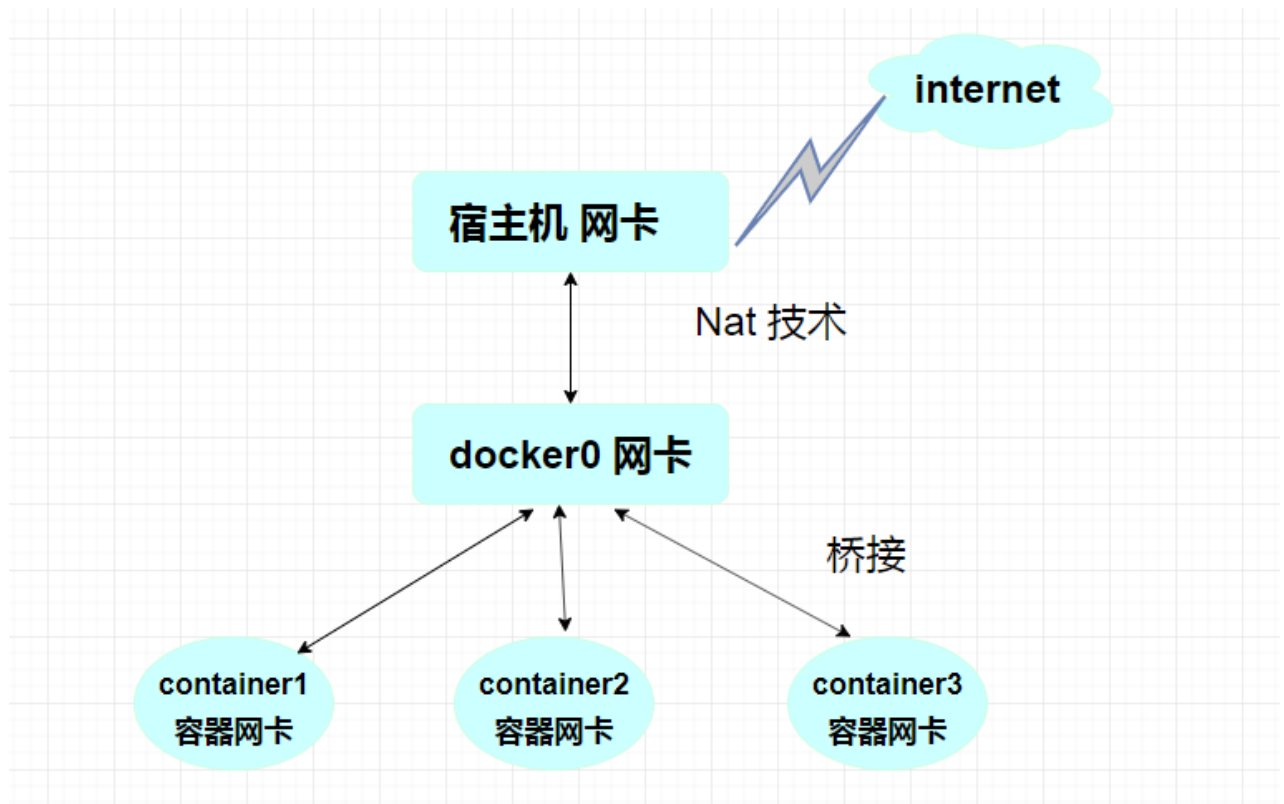 internet
宿主机 网卡
Nat 技术
docker0 网卡
桥接
container1
容器网卡
container2
容器网卡
container3
容器网卡